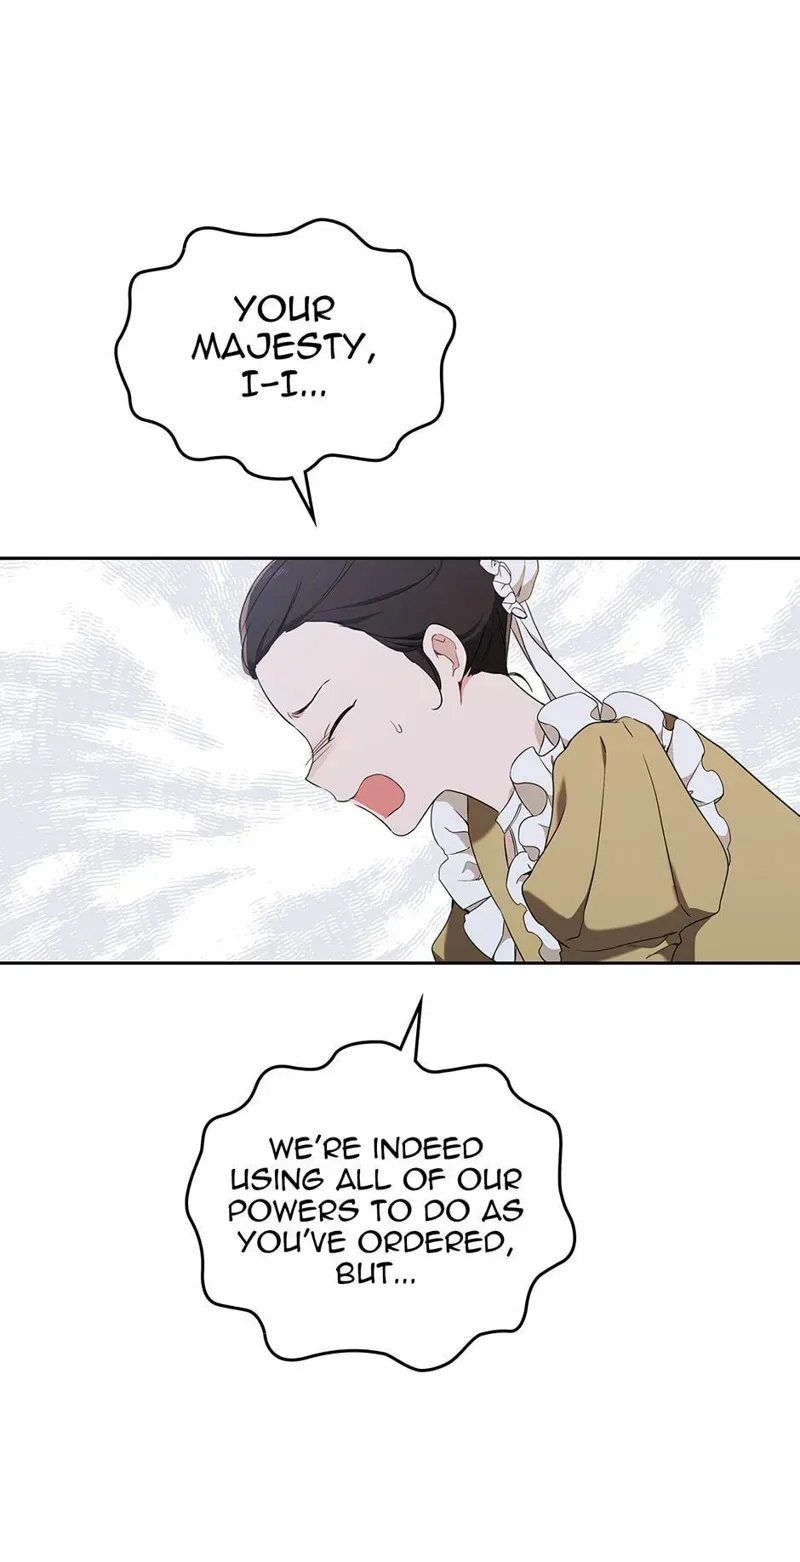 YOUR
MAJESTY,
I-I...
WE'RE INDEED
USING ALL OF OUR
POWERS TO DO AS
YOU'VE ORDERED,
BUT...